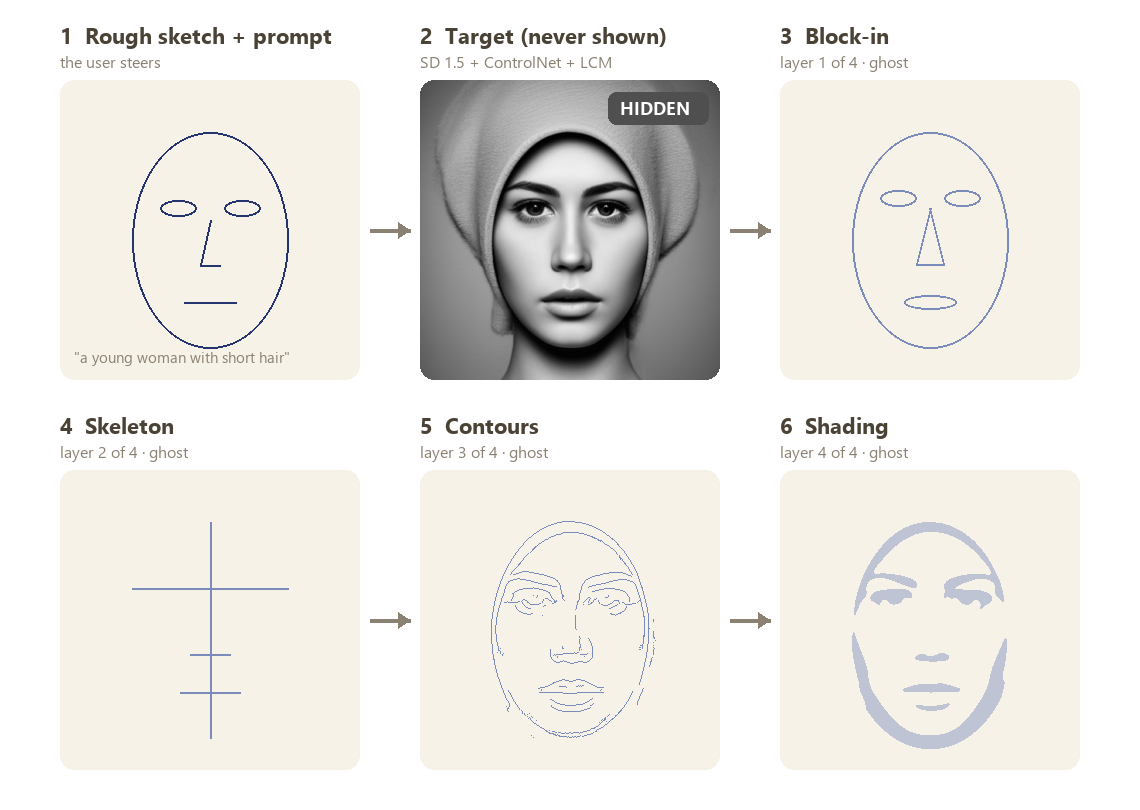 1 Rough sketch + prompt
the user steers
"a young woman with short hair"
2 Target (never shown)
SD 1.5 + ControlNet + LCM
HIDDEN
3 Block-in
layer 1 of 4 · ghost
4 Skeleton
layer 2 of 4 · ghost
5 Contours
layer 3 of 4 · ghost
6 Shading
layer 4 of 4 · ghost